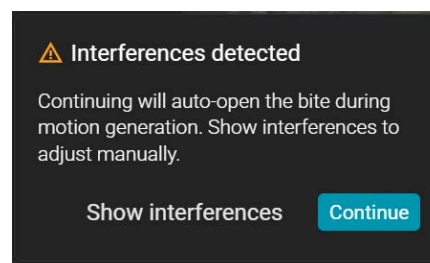 Interferences detected
Continuing will auto-open the bite during
motion generation. Show interferences to
adjust manually.
Show interferences
Continue